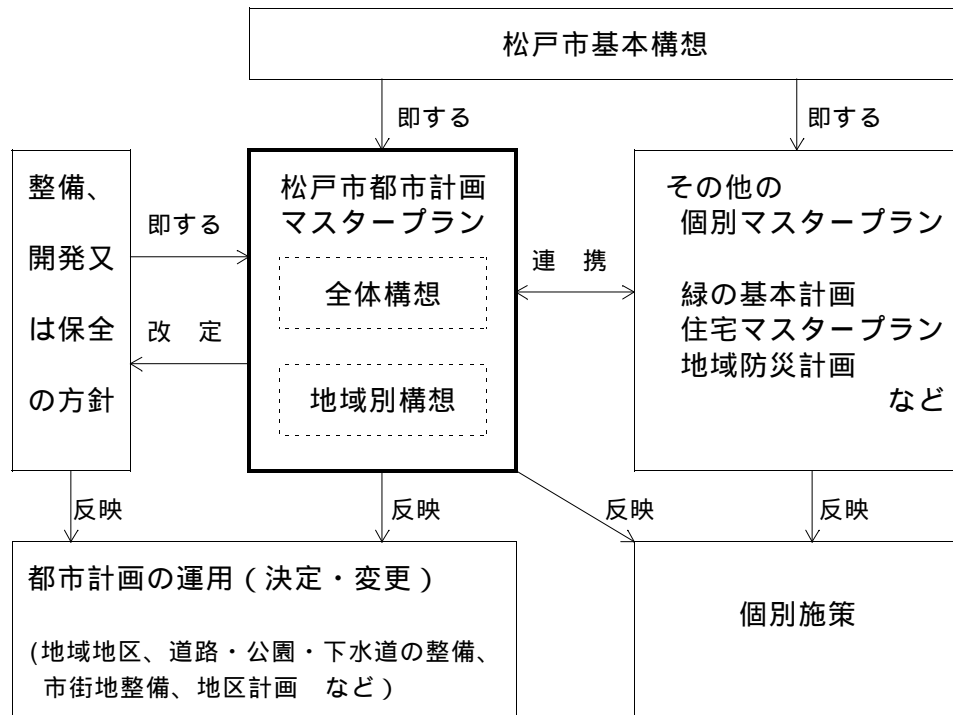 松戸市基本構想
即する
即する
整備、
開発又
は保全
の方針
即する
改　定
松戸市都市計画
マスタープラン
全体構想
地域別構想
連　携
その他の
個別マスタープラン
緑の基本計画
住宅マスタープラン
地域防災計画
など
反映
反映
反映
反映
都市計画の運用（決定・変更）
(地域地区、道路・公園・下水道の整備、
市街地整備、地区計画　など）
個別施策